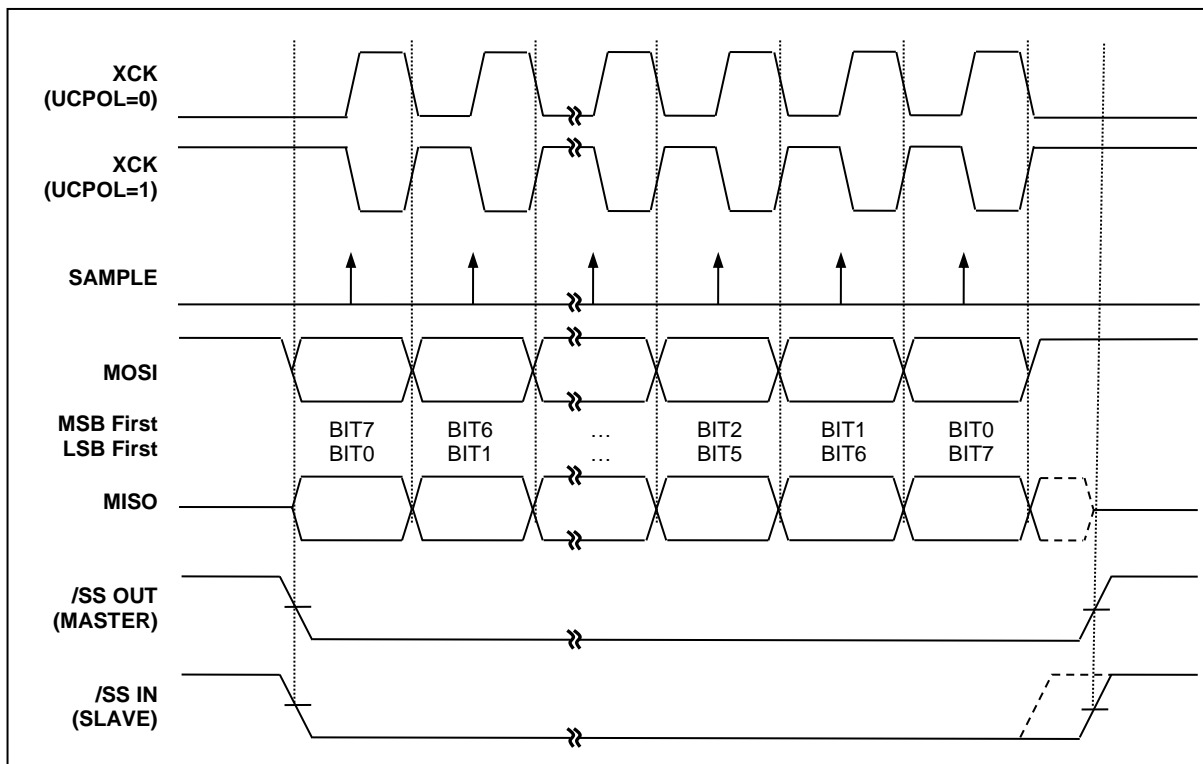 XCK
(UCPOL=0)
XCK
(UCPOL=1)
SAMPLE
MOSI
MSB First
LSB First
BIT7 BIT6 … BIT2 BIT1 BIT0
BIT0 BIT1 … BIT5 BIT6 BIT7
MISO
/SS OUT
(MASTER)
/SS IN
(SLAVE)